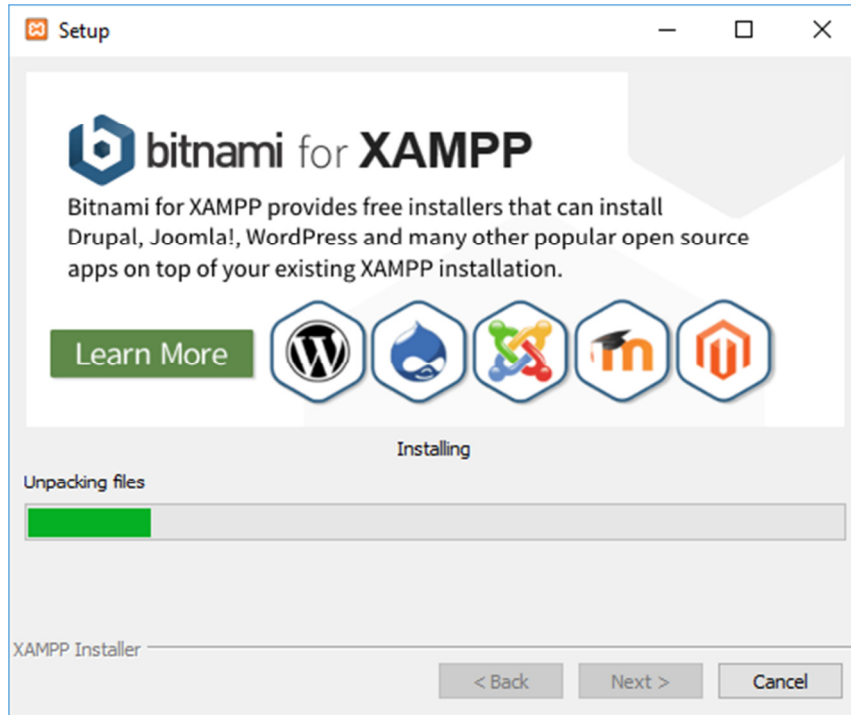 Setup
bitnami for XAMPP
Bitnami for XAMPP provides free installers that can install
Drupal, Joomla!, WordPress and many other popular open source
apps on top of your existing XAMPP installation.
Learn More
Installing
Unpacking files
XAMPP Installer
< Back Next > Cancel